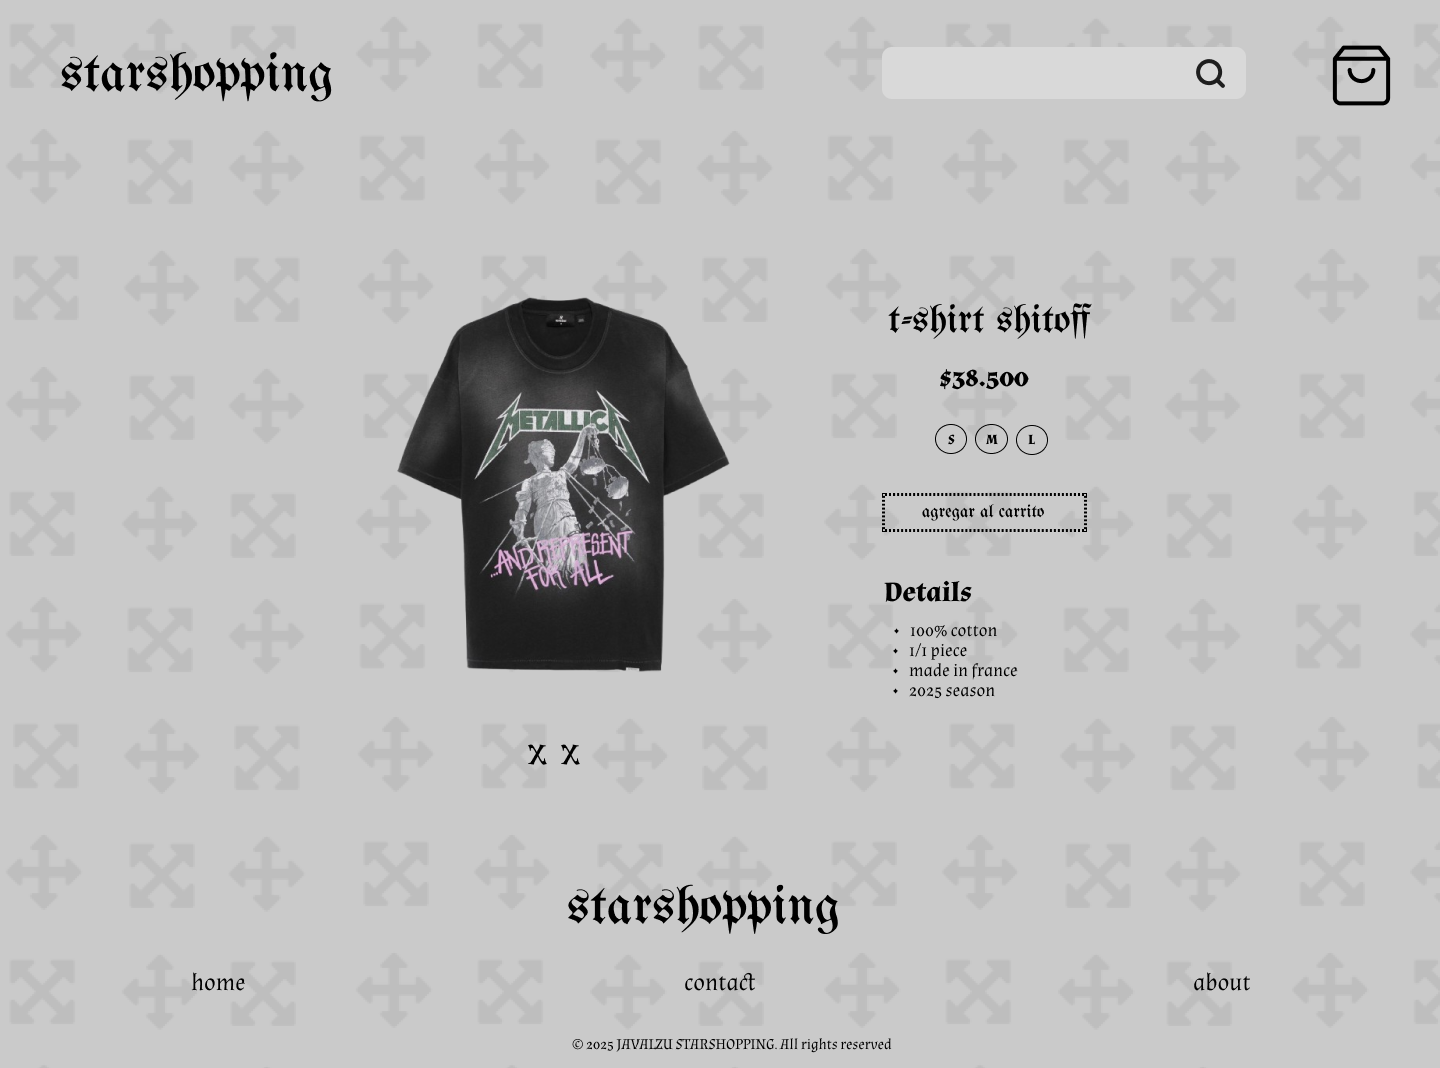 starshopping
t-shirt shitoff
$38.500
S M L
METALLICA
...AND REPRESENT
FOR ALL
agregar al carrito
Details
100% cotton
1/1 piece
made in france
2025 season
X X
starshopping
home contact about
© 2025 JAVALZU STARSHOPPING. All rights reserved